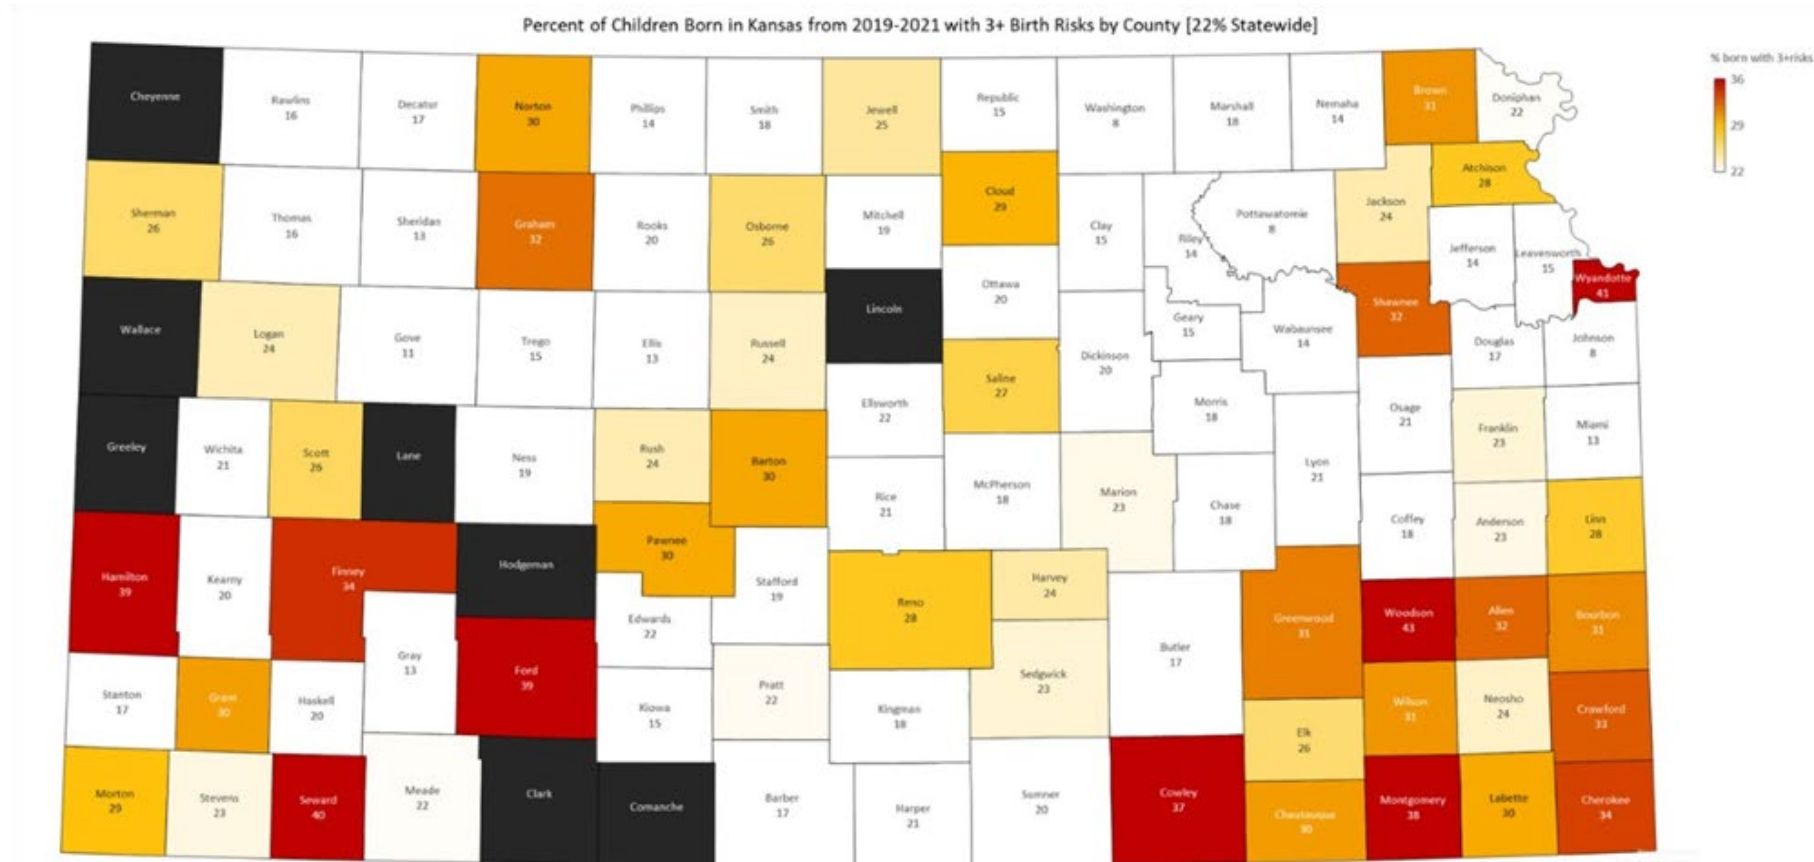 Percent of Children Born in Kansas from 2019-2021 with 3+ Birth Risks by County [22% Statewide]
% born with 3+risks
36
29
22
Cheyenne
Rawlins
16
Decatur
17
Norton
30
Phillips
14
Smith
18
Jewell
25
Republic
15
Washington
8
Marshall
18
Nemaha
14
Brown
31
Doniphan
22
Sherman
26
Thomas
16
Sheridan
13
Graham
32
Rooks
20
Osborne
26
Mitchell
19
Cloud
29
Clay
15
Riley
14
Pottawatomie
8
Jackson
24
Atchison
28
Jefferson
14
Leavenworth
15
Wyandotte
41
Wallace
Logan
24
Gove
11
Trego
15
Ellis
13
Russell
24
Lincoln
Ottawa
20
Saline
27
Dickinson
20
Geary
15
Wabaunsee
14
Shawnee
32
Douglas
17
Johnson
8
Greeley
Wichita
21
Scott
26
Lane
Ness
19
Rush
24
Barton
30
Ellsworth
22
Rice
21
McPherson
18
Marion
23
Morris
18
Chase
18
Lyon
21
Osage
21
Franklin
23
Miami
13
Coffey
18
Anderson
23
Linn
28
Hamilton
39
Kearny
20
Finney
34
Hodgeman
Pawnee
30
Stafford
19
Edwards
22
Reno
28
Harvey
24
Sedgwick
23
Butler
17
Greenwood
31
Woodson
43
Allen
32
Bourbon
31
Stanton
17
Grant
30
Haskell
20
Gray
13
Ford
39
Kiowa
15
Pratt
22
Kingman
18
Elk
26
Wilson
31
Neosho
24
Crawford
33
Morton
29
Stevens
23
Seward
40
Meade
22
Clark
Comanche
Barber
17
Harper
21
Sumner
20
Cowley
37
Chautauqua
30
Montgomery
38
Labette
30
Cherokee
34